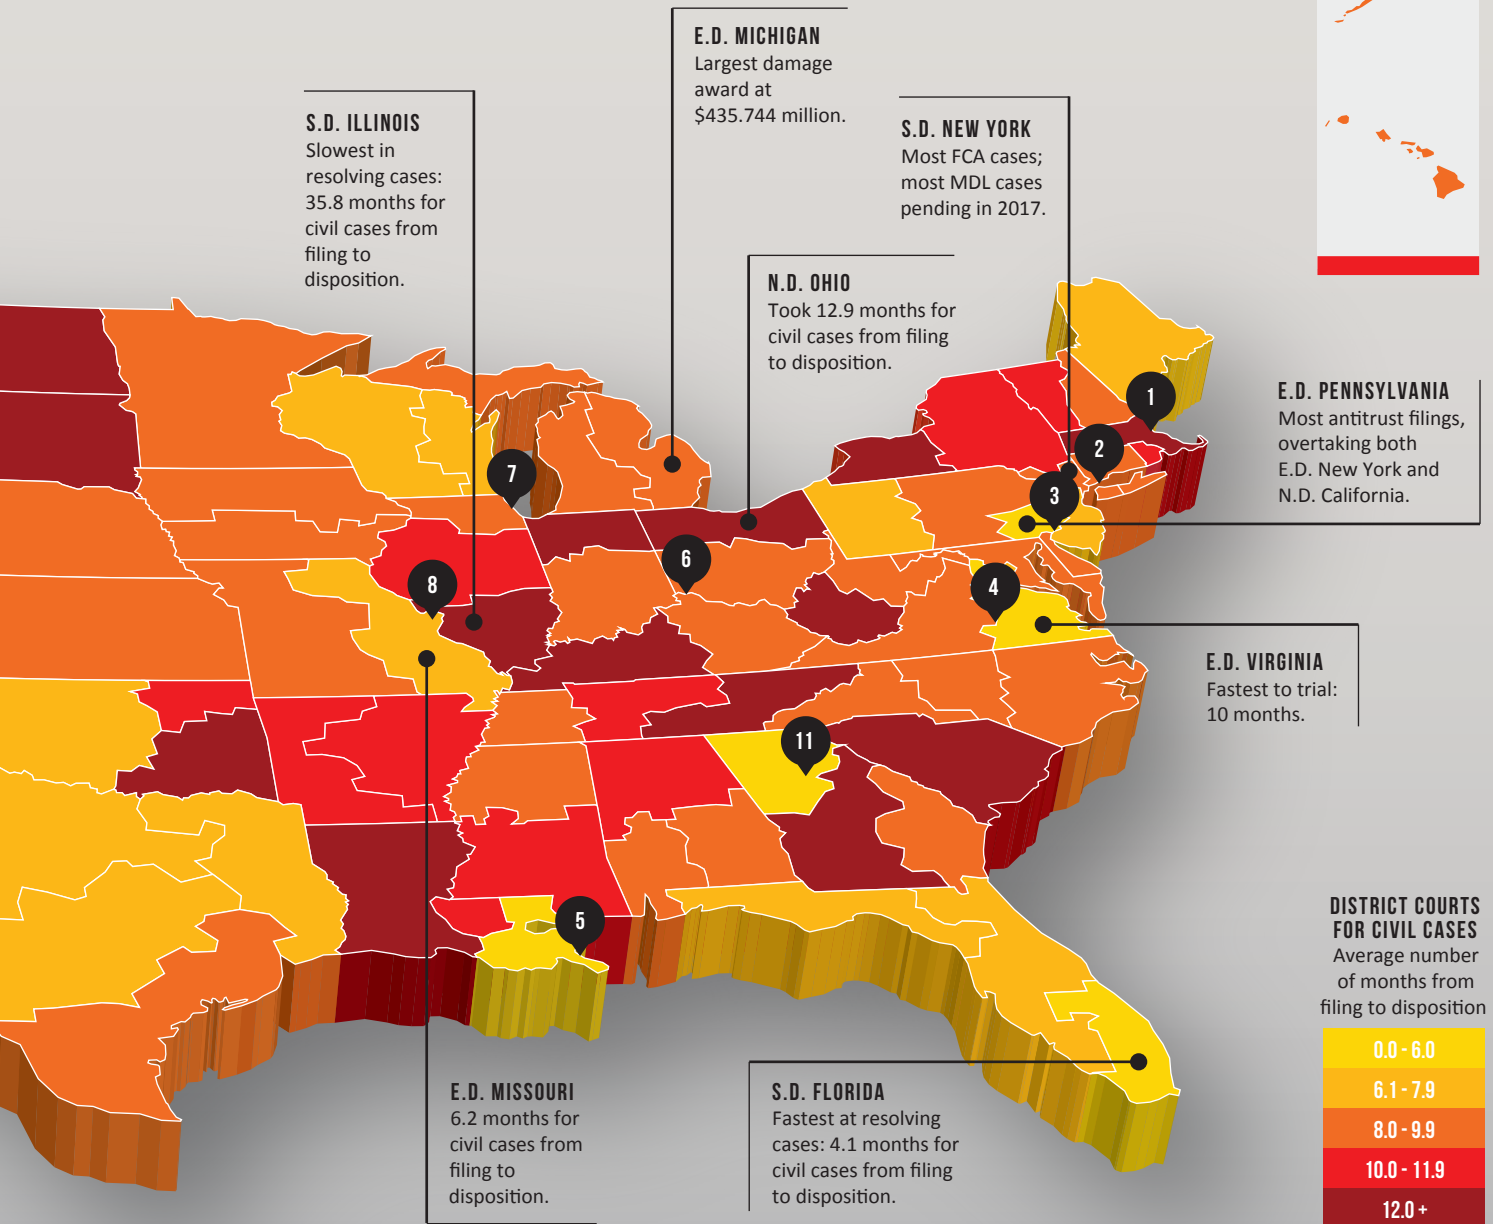 E.D. MICHIGAN
Largest damage
award at
$435.744 million.
S.D. ILLINOIS
Slowest in
resolving cases:
35.8 months for
civil cases from
filing to
disposition.
S.D. NEW YORK
Most FCA cases;
most MDL cases
pending in 2017.
N.D. OHIO
Took 12.9 months for
civil cases from filing
to disposition.
E.D. PENNSYLVANIA
Most antitrust filings,
overtaking both
E.D. New York and
N.D. California.
1
2
3
7
6
8
4
E.D. VIRGINIA
Fastest to trial:
10 months.
11
5
DISTRICT COURTS
FOR CIVIL CASES
Average number
of months from
filing to disposition
0.0 - 6.0
6.1 - 7.9
8.0 - 9.9
10.0 - 11.9
12.0 +
E.D. MISSOURI
6.2 months for
civil cases from
filing to
disposition.
S.D. FLORIDA
Fastest at resolving
cases: 4.1 months for
civil cases from filing
to disposition.